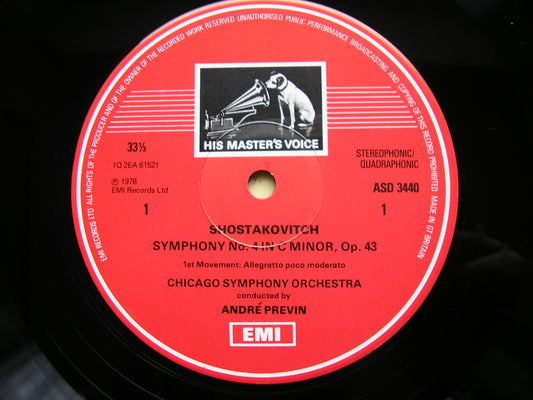 EMI RECORDS LTD ALL RIGHTS OF THE PRODUCER AND OF THE OWNER OF THE RECORDED WORK RESERVED UNAUTHORISED PUBLIC PERFORMANCE BROADCASTING AND COPYING OF THIS RECORD PROHIBITED MADE IN GT BRITAIN
HIS MASTER'S VOICE
33⅓
1Q 2EA 6152†
STEREOPHONIC/
QUADRAPHONIC
℗ 1978
EMI Records Ltd
ASD 3440
1
1
SHOSTAKOVITCH
SYMPHONY No. 4 IN C MINOR, Op. 43
1st Movement: Allegretto poco moderato
CHICAGO SYMPHONY ORCHESTRA
conducted by
ANDRÉ PREVIN
EMI